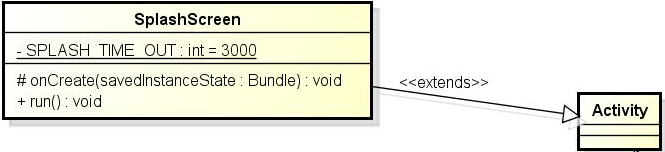 SplashScreen
- SPLASH_TIME_OUT : int = 3000
# onCreate(savedInstanceState : Bundle) : void
+ run() : void
<<extends>>
Activity